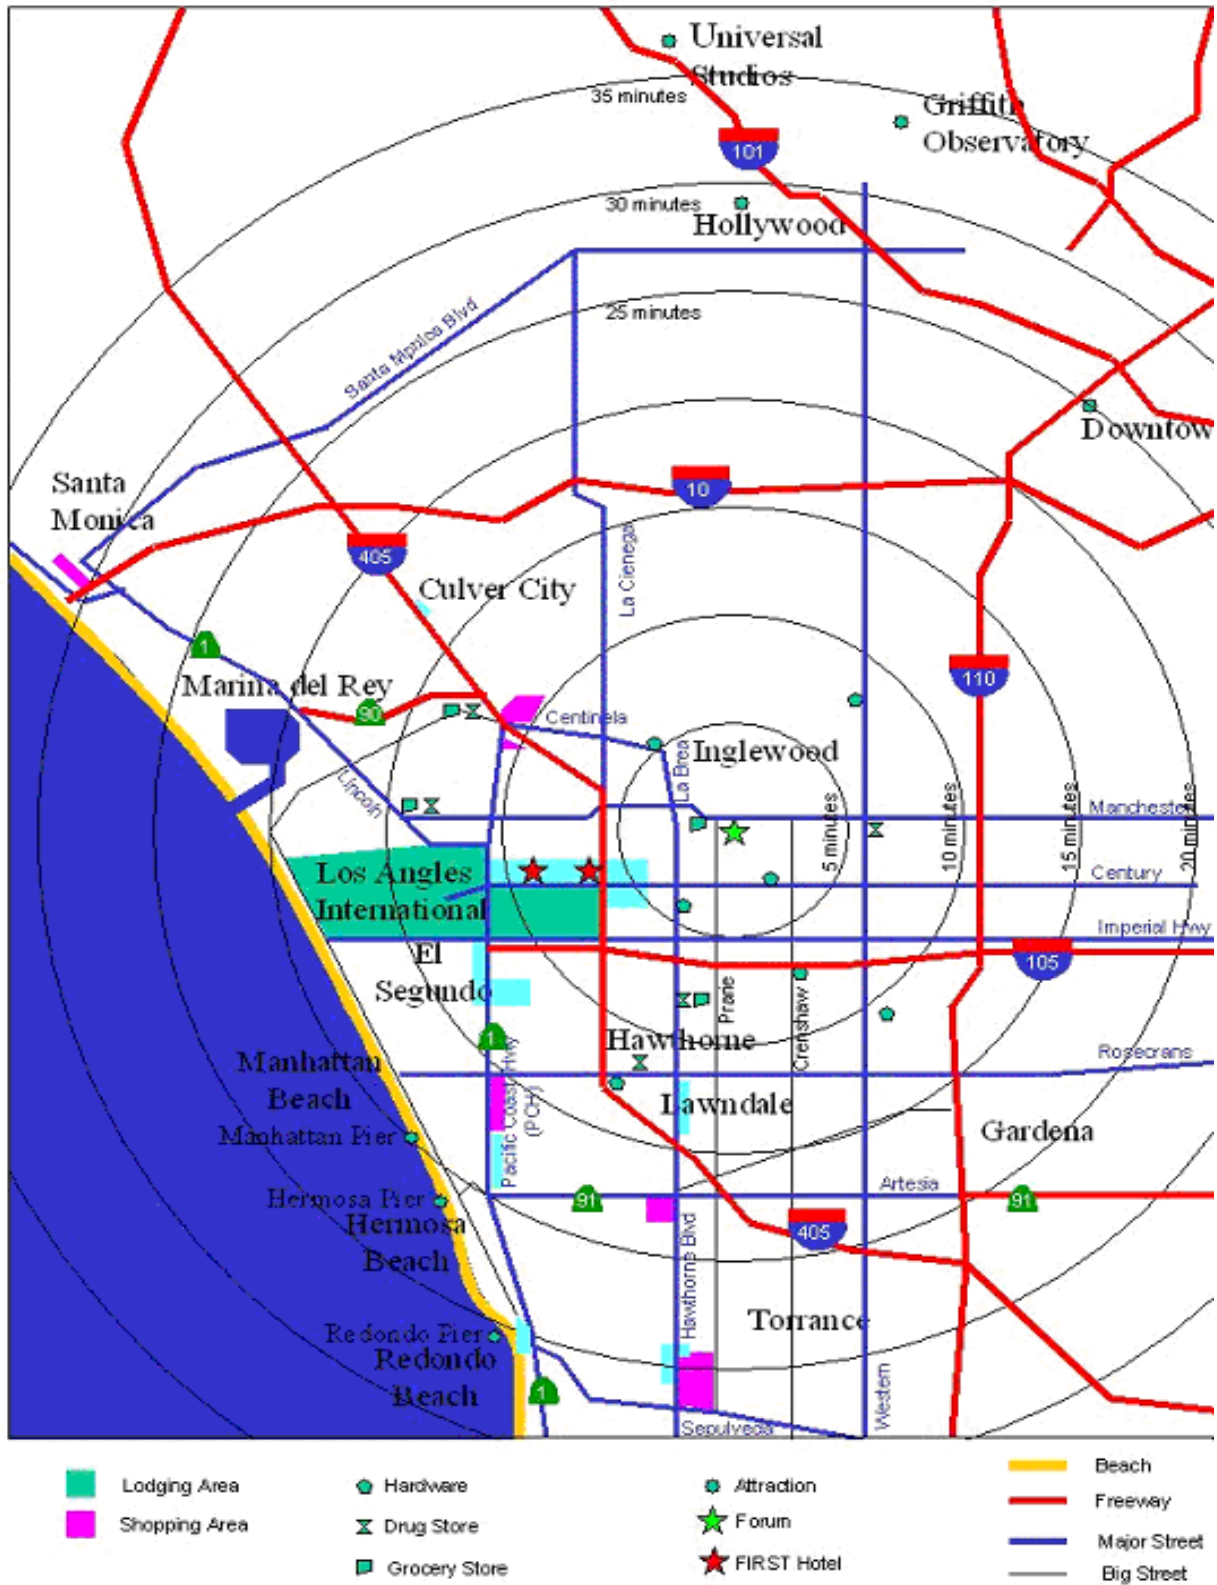 Universal
Studios
35 minutes
Griffith
Observatory
101
30 minutes
Hollywood
25 minutes
Santa Monica Blvd
Downtow
Santa
Monica
10
405
La Cienega
Culver City
1
110
Marina del Rey
90
Centinela
Inglewood
La Brea
Lincoln
5 minutes
10 minutes
15 minutes
20 minutes
Manchester
Los Angles
International
Century
Imperial Hwy
El
Segundo
105
Prarie
Crenshaw
1
Hawthorne
Rosecrans
Manhattan
Beach
Pacific Coast Hwy
(PCH)
Lawndale
Manhattan Pier
Gardena
Hermosa Pier
91
Artesia
91
Hermosa
Beach
Hawthorne Blvd
405
Torrance
Redondo Pier
Redondo
Beach
1
Western
Sepulveda
Lodging Area
Hardware
Attraction
Beach
Shopping Area
Drug Store
Forum
Freeway
Grocery Store
FIRST Hotel
Major Street
Big Street